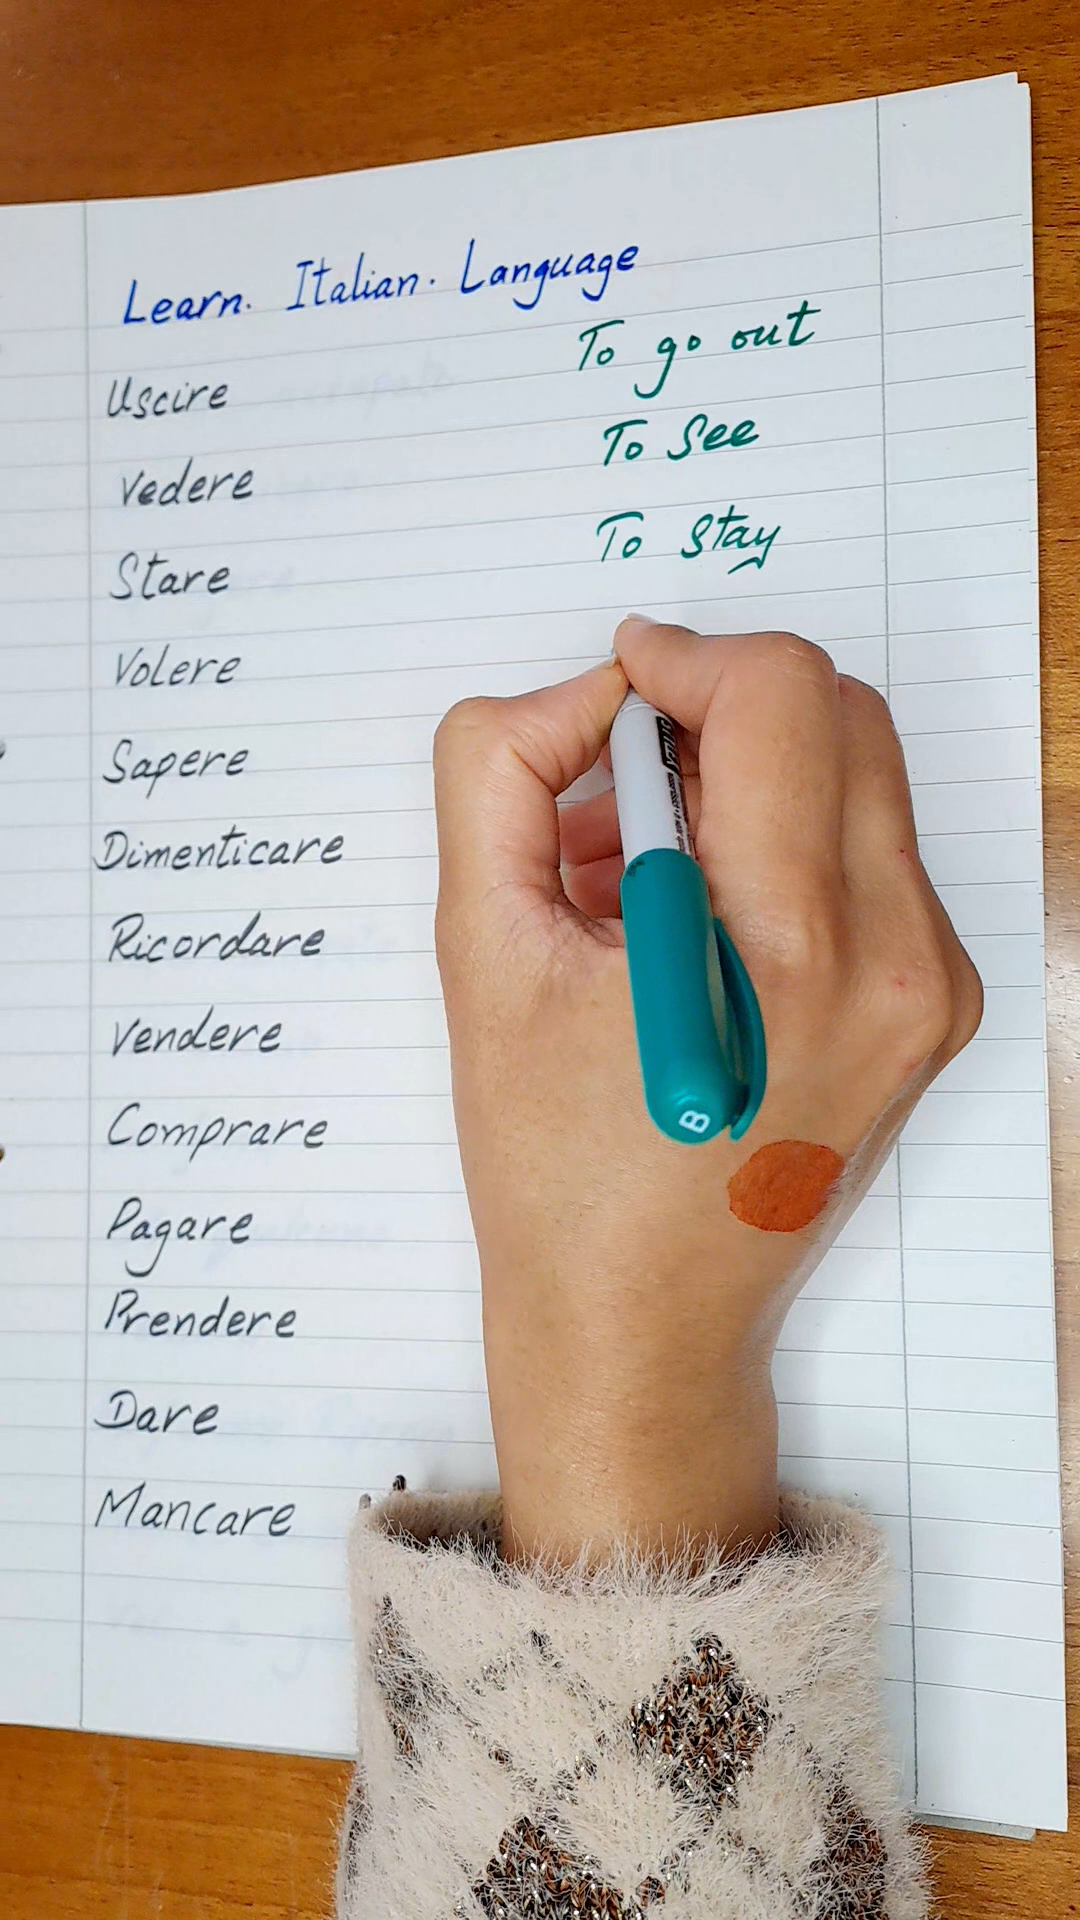 Learn. Italian. Language
Uscire To go out
Vedere To See
Stare To Stay
Volere
Sapere
Dimenticare
Ricordare
Vendere
Comprare
Pagare
Prendere
Dare
Mancare
B